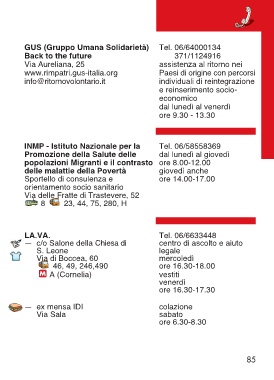 GUS (Gruppo Umana Solidarietà)
Back to the future
Via Aureliana, 25
www.rimpatri.gus-italia.org
info@ritornovolontario.it
Tel. 06/64000134
371/1124916
assistenza al ritorno nei
Paesi di origine con percorsi
individuali di reintegrazione
e reinserimento socio-
economico
dal lunedì al venerdì
ore 9.30 - 13.30
INMP - Istituto Nazionale per la
Promozione della Salute delle
popolazioni Migranti e il contrasto
delle malattie della Povertà
Sportello di consulenza e
orientamento socio sanitario
Via delle Fratte di Trastevere, 52
8 23, 44, 75, 280, H
Tel. 06/58558369
dal lunedì al giovedì
ore 8.00-12.00
giovedì anche
ore 14.00-17.00
LA.VA.
— c/o Salone della Chiesa di
S. Leone
Via di Boccea, 60
46, 49, 246,490
M A (Cornelia)
Tel. 06/6633448
centro di ascolto e aiuto
legale
mercoledì
ore 16.30-18.00
vestiti
venerdì
ore 16.30-17.30
— ex mensa IDI
Via Sala
colazione
sabato
ore 6.30-8.30
85